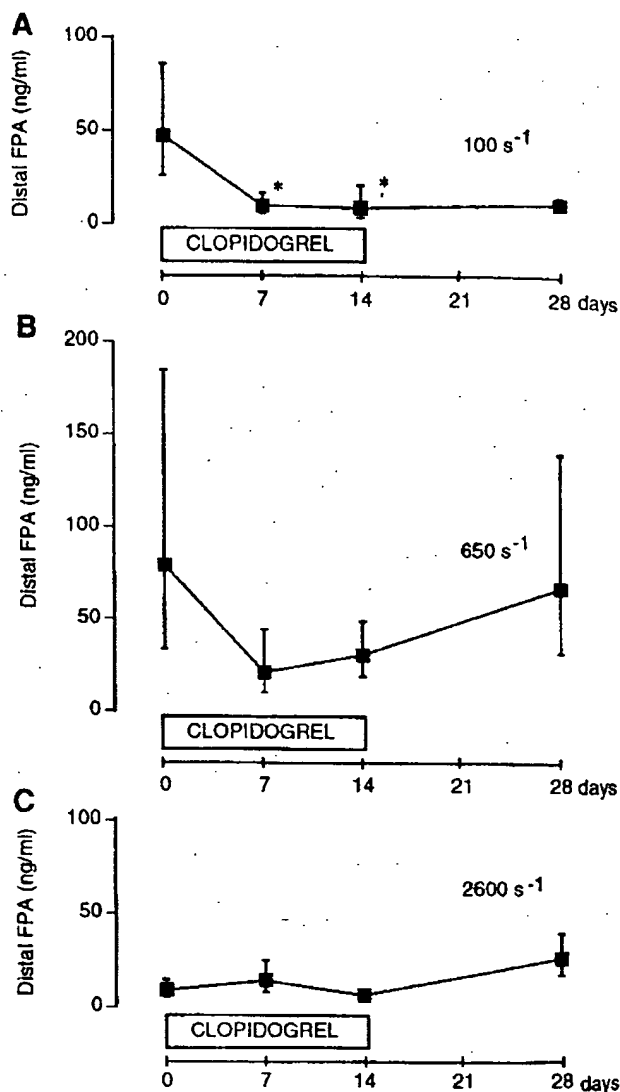 A
Distal FPA (ng/ml)
100
50
0
100 s⁻¹
*
*
CLOPIDOGREL
0 7 14 21 28 days
B
Distal FPA (ng/ml)
200
150
100
50
0
650 s⁻¹
CLOPIDOGREL
0 7 14 21 28 days
C
Distal FPA (ng/ml)
100
50
0
2600 s⁻¹
CLOPIDOGREL
0 7 14 21 28 days